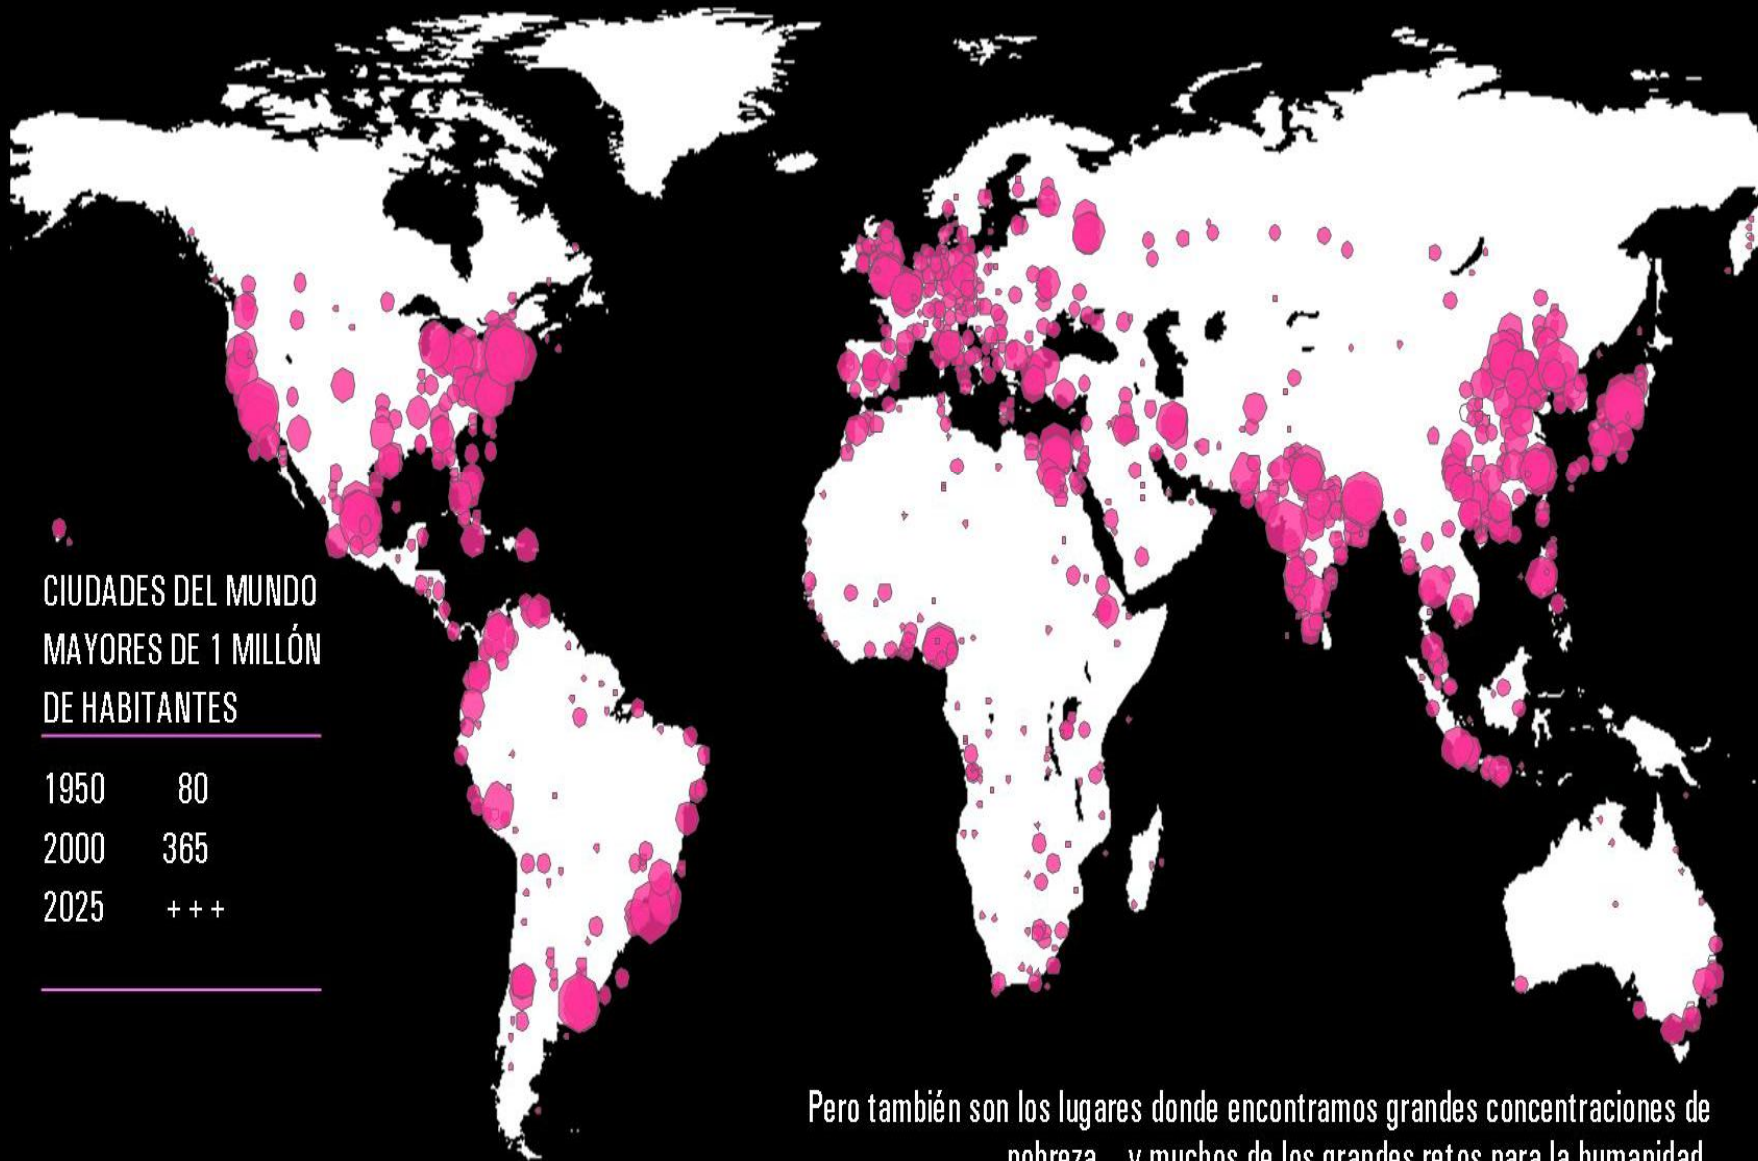 CIUDADES DEL MUNDO
MAYORES DE 1 MILLÓN
DE HABITANTES
1950 80
2000 365
2025 +++
Pero también son los lugares donde encontramos grandes concentraciones de
pobreza... y muchos de los grandes retos para la humanidad